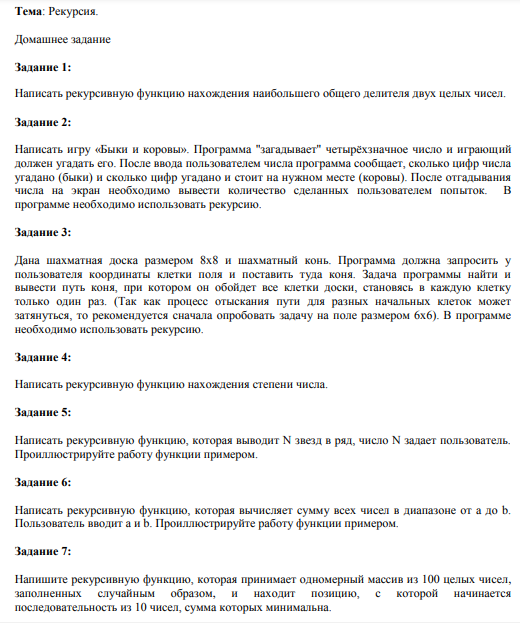 Тема: Рекурсия.
Домашнее задание
Задание 1:
Написать рекурсивную функцию нахождения наибольшего общего делителя двух целых чисел.
Задание 2:
Написать игру «Быки и коровы». Программа "загадывает" четырёхзначное число и играющий
должен угадать его. После ввода пользователем числа программа сообщает, сколько цифр числа
угадано (быки) и сколько цифр угадано и стоит на нужном месте (коровы). После отгадывания
числа на экран необходимо вывести количество сделанных пользователем попыток. В
программе необходимо использовать рекурсию.
Задание 3:
Дана шахматная доска размером 8х8 и шахматный конь. Программа должна запросить у
пользователя координаты клетки поля и поставить туда коня. Задача программы найти и
вывести путь коня, при котором он обойдет все клетки доски, становясь в каждую клетку
только один раз. (Так как процесс отыскания пути для разных начальных клеток может
затянуться, то рекомендуется сначала опробовать задачу на поле размером 6х6). В программе
необходимо использовать рекурсию.
Задание 4:
Написать рекурсивную функцию нахождения степени числа.
Задание 5:
Написать рекурсивную функцию, которая выводит N звезд в ряд, число N задает пользователь.
Проиллюстрируйте работу функции примером.
Задание 6:
Написать рекурсивную функцию, которая вычисляет сумму всех чисел в диапазоне от a до b.
Пользователь вводит a и b. Проиллюстрируйте работу функции примером.
Задание 7:
Напишите рекурсивную функцию, которая принимает одномерный массив из 100 целых чисел,
заполненных случайным образом, и находит позицию, с которой начинается
последовательность из 10 чисел, сумма которых минимальна.